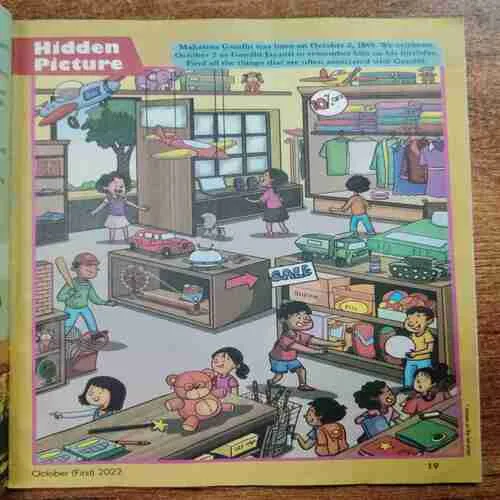 Hidden
Picture
Mahatma Gandhi was born on October 2, 1869. We celebrate
October 2 as Gandhi Jayanti to remember him on his birthday.
Find all the things that are often associated with Gandhi.
SALE
October (First) 2022
19